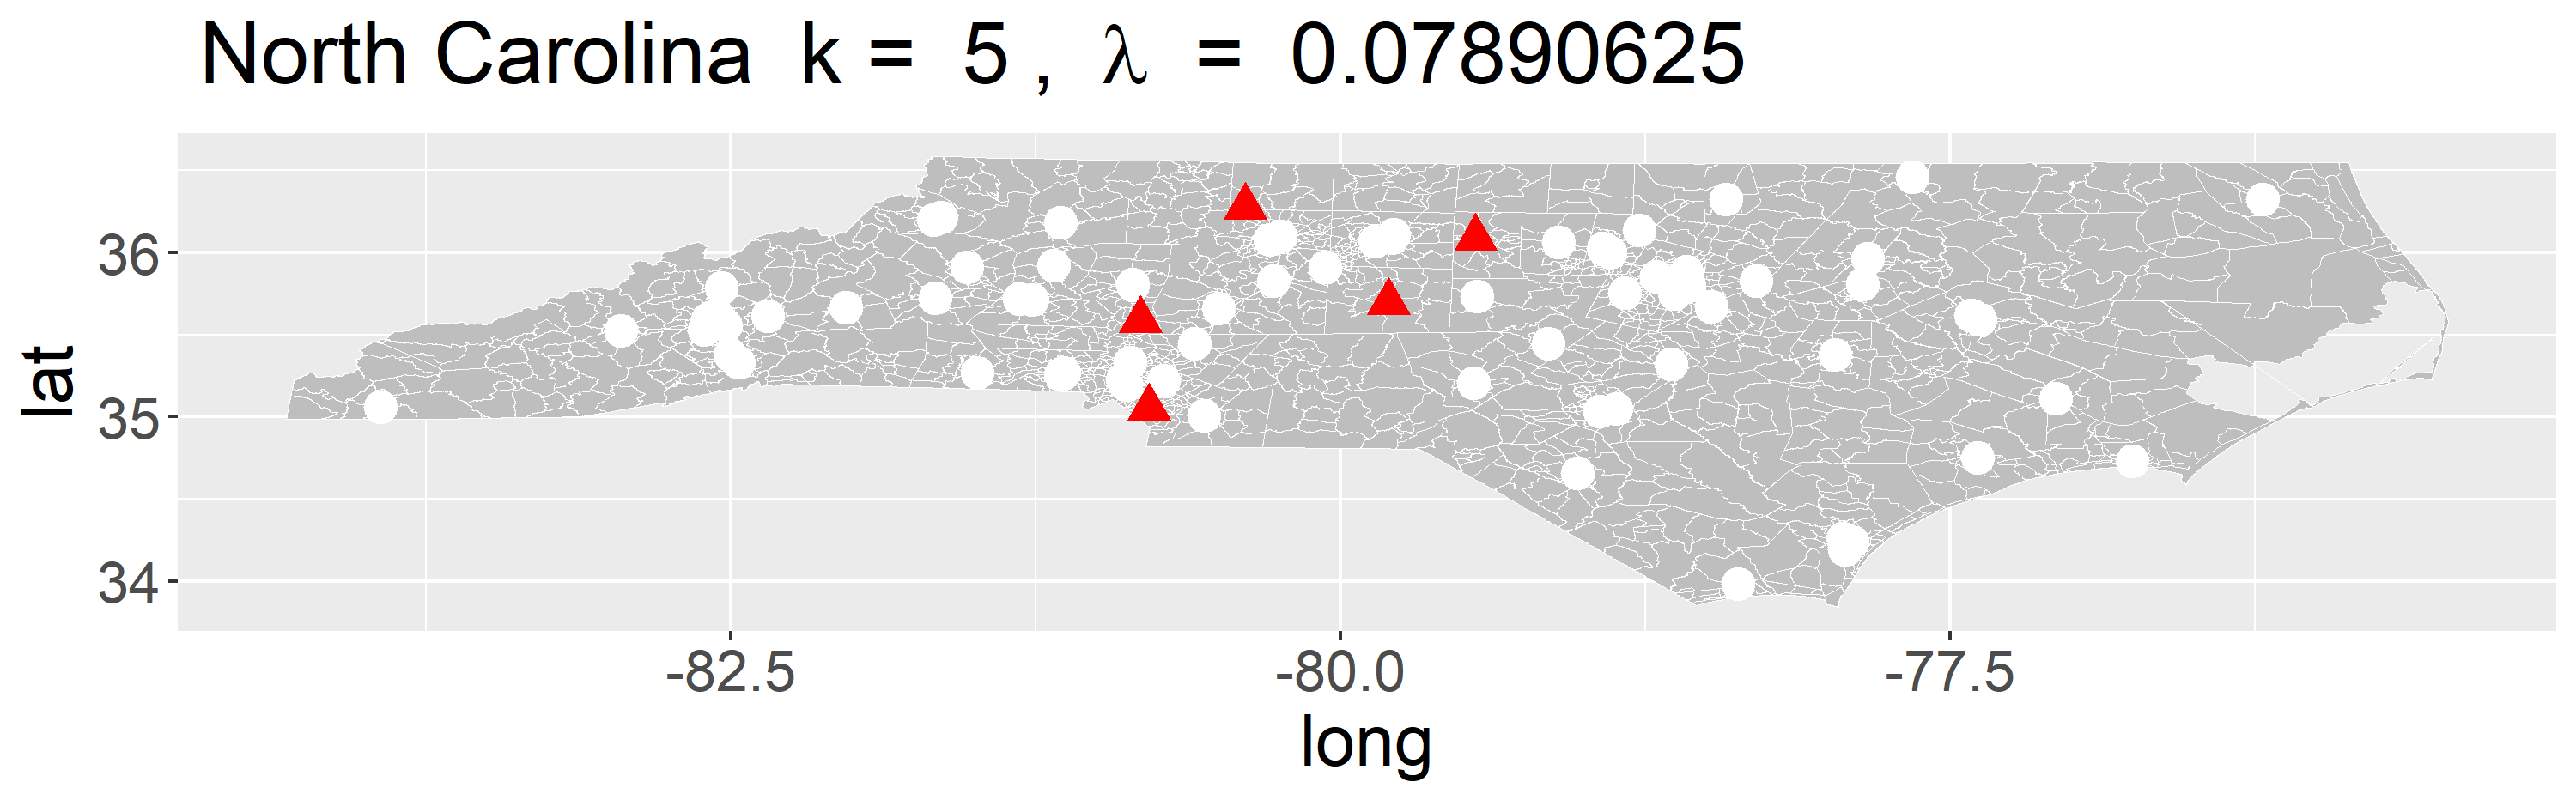 North Carolina k = 5 , λ = 0.07890625
lat
36
35
34
-82.5 -80.0 -77.5
long